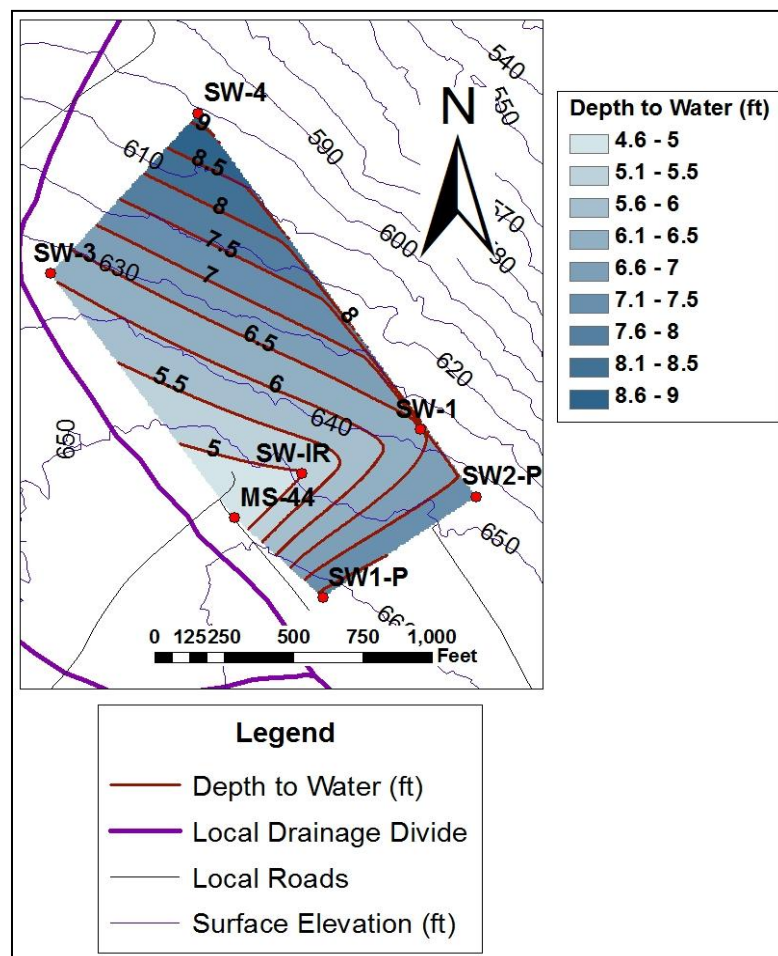 540
550
SW-4
N
9
590
610
8.5
8
570
580
600
7.5
SW-3
630
7
8
6.5
620
6
5.5
SW-1
640
650
5
SW-IR
SW2-P
MS-44
650
SW1-P
0 125 250 500 750 1,000
Feet
Depth to Water (ft)
4.6 - 5
5.1 - 5.5
5.6 - 6
6.1 - 6.5
6.6 - 7
7.1 - 7.5
7.6 - 8
8.1 - 8.5
8.6 - 9
Legend
Depth to Water (ft)
Local Drainage Divide
Local Roads
Surface Elevation (ft)